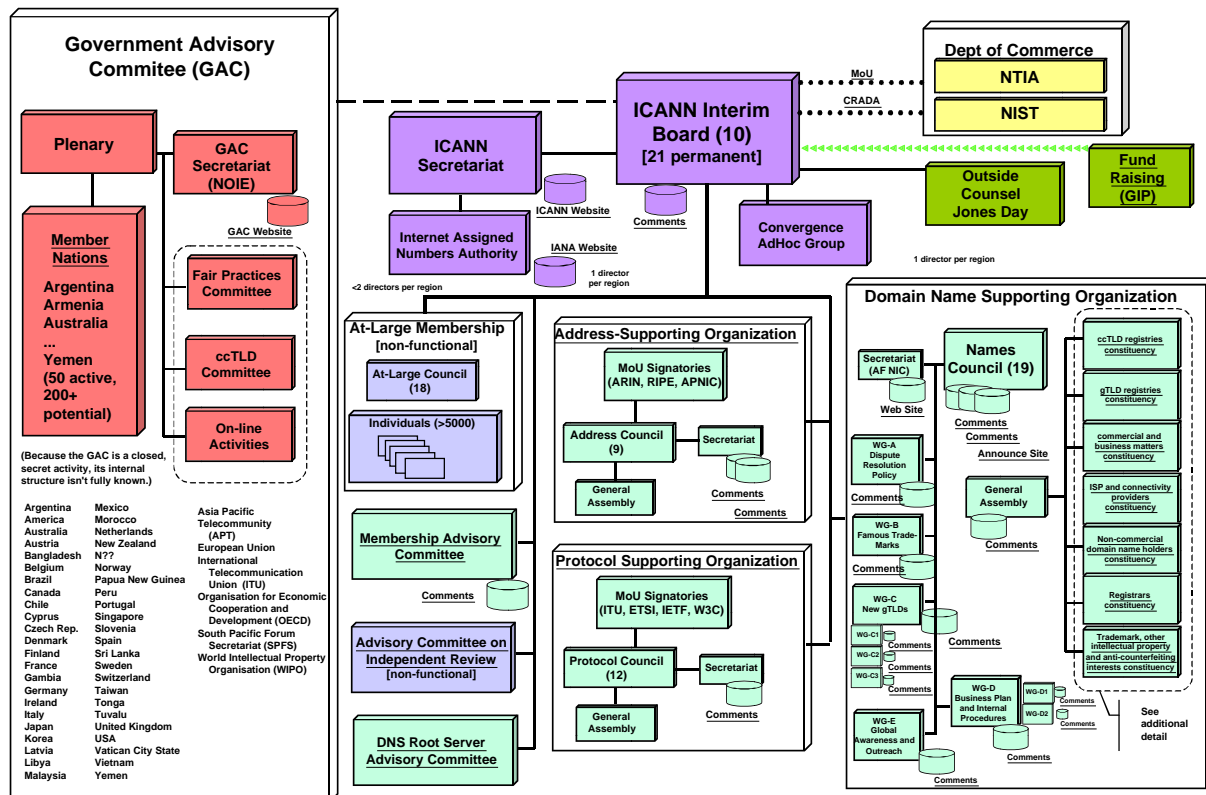 Government Advisory
Commitee (GAC)
Plenary
GAC
Secretariat
(NOIE)
GAC Website
Member
Nations
Argentina
Armenia
Australia
...
Yemen
(50 active,
200+
potential)
Fair Practices
Committee
ccTLD
Committee
On-line
Activities
(Because the GAC is a closed,
secret activity, its internal
structure isn't fully known.)
Argentina
America
Australia
Austria
Bangladesh
Belgium
Brazil
Canada
Chile
Cyprus
Czech Rep.
Denmark
Finland
France
Gambia
Germany
Ireland
Italy
Japan
Korea
Latvia
Libya
Malaysia
Mexico
Morocco
Netherlands
New Zealand
N??
Norway
Papua New Guinea
Peru
Portugal
Singapore
Slovenia
Spain
Sri Lanka
Sweden
Switzerland
Taiwan
Tonga
Tuvalu
United Kingdom
USA
Vatican City State
Vietnam
Yemen
Asia Pacific
Telecommunity
(APT)
European Union
International
Telecommunication
Union (ITU)
Organisation for Economic
Cooperation and
Development (OECD)
South Pacific Forum
Secretariat (SPFS)
World Intellectual Property
Organisation (WIPO)
ICANN
Secretariat
ICANN Website
Internet Assigned
Numbers Authority
IANA Website
ICANN Interim
Board (10)
[21 permanent]
Comments
Convergence
AdHoc Group
MoU
CRADA
Dept of Commerce
NTIA
NIST
Outside
Counsel
Jones Day
Fund
Raising
(GIP)
<2 directors per region
1 director
per region
1 director per region
At-Large Membership
[non-functional]
At-Large Council
(18)
Individuals (>5000)
Membership Advisory
Committee
Comments
Advisory Committee on
Independent Review
[non-functional]
DNS Root Server
Advisory Committee
Address-Supporting Organization
MoU Signatories
(ARIN, RIPE, APNIC)
Address Council
(9)
Secretariat
General
Assembly
Comments
Comments
Protocol Supporting Organization
MoU Signatories
(ITU, ETSI, IETF, W3C)
Protocol Council
(12)
Secretariat
Comments
General
Assembly
Domain Name Supporting Organization
Secretariat
(AF NIC)
Web Site
Names
Council (19)
Comments
Comments
Announce Site
WG-A
Dispute
Resolution
Policy
Comments
WG-B
Famous Trade-
Marks
Comments
WG-C
New gTLDs
Comments
WG-C1
Comments
WG-C2
Comments
WG-C3
Comments
WG-D
Business Plan
and Internal
Procedures
Comments
WG-D1
Comments
WG-D2
Comments
WG-E
Global
Awareness and
Outreach
Comments
General
Assembly
Comments
ccTLD registries
constituency
gTLD registries
constituency
commercial and
business matters
constituency
ISP and connectivity
providers
constituency
Non-commercial
domain name holders
constituency
Registrars
constituency
Trademark, other
intellectual property
and anti-counterfeiting
interests constituency
See
additional
detail